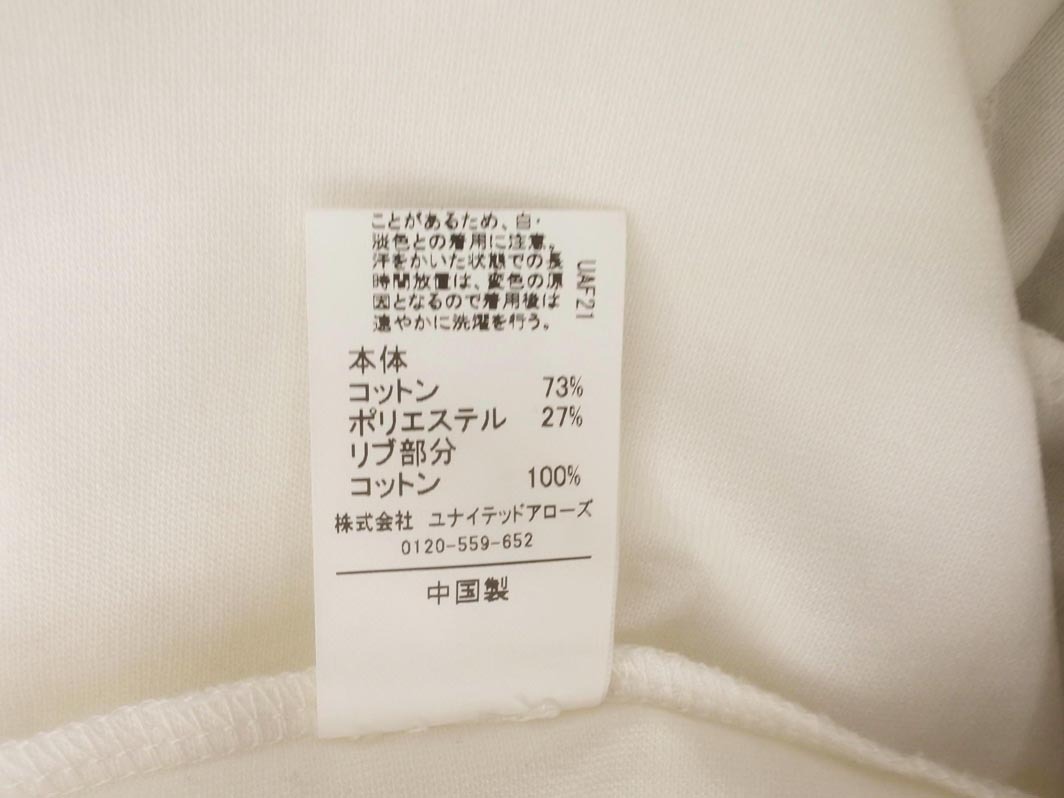 ことがあるため、白・
淡色との着用に注意。
汗をかいた状態での長
時間放置は、変色の原
因となるので着用後は
速やかに洗濯を行う。
UAF21
本体
コットン 73%
ポリエステル 27%
リブ部分
コットン 100%
株式会社 ユナイテッドアローズ
0120-559-652
中国製